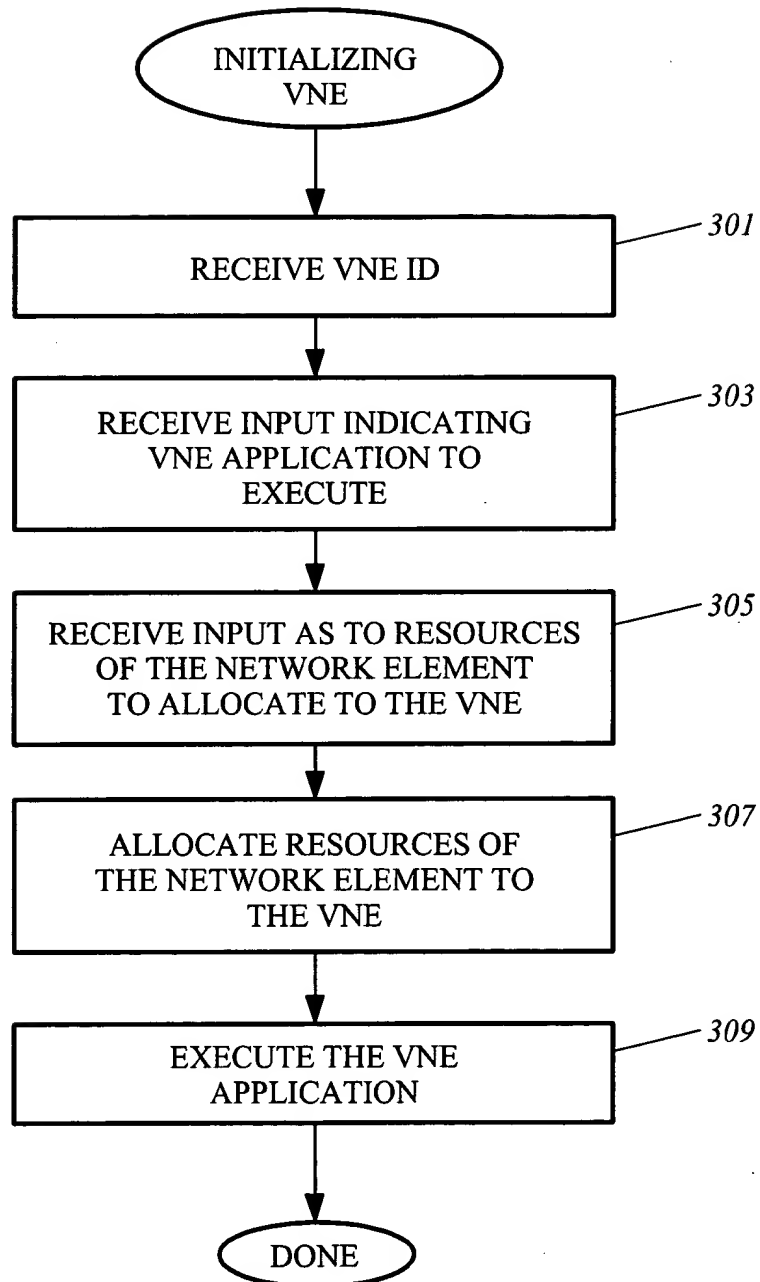 INITIALIZING
VNE
301
RECEIVE VNE ID
303
RECEIVE INPUT INDICATING
VNE APPLICATION TO
EXECUTE
305
RECEIVE INPUT AS TO RESOURCES
OF THE NETWORK ELEMENT
TO ALLOCATE TO THE VNE
307
ALLOCATE RESOURCES OF
THE NETWORK ELEMENT TO
THE VNE
309
EXECUTE THE VNE
APPLICATION
DONE